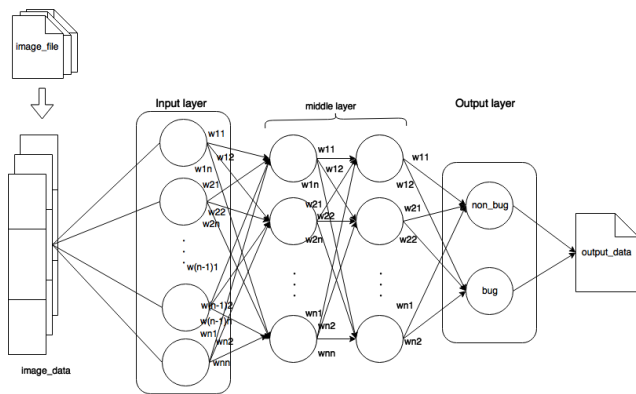 image_file
Input layer
middle layer
Output layer
w11
w12
w1n
w21
w22
w2n
w(n-1)1
w(n-1)2
w(n-1)n
wn1
wn2
wnn
w11
w12
w1n
w21
w22
w2n
wn1
wn2
wnn
w11
w12
w21
w22
wn1
wn2
non_bug
bug
output_data
image_data